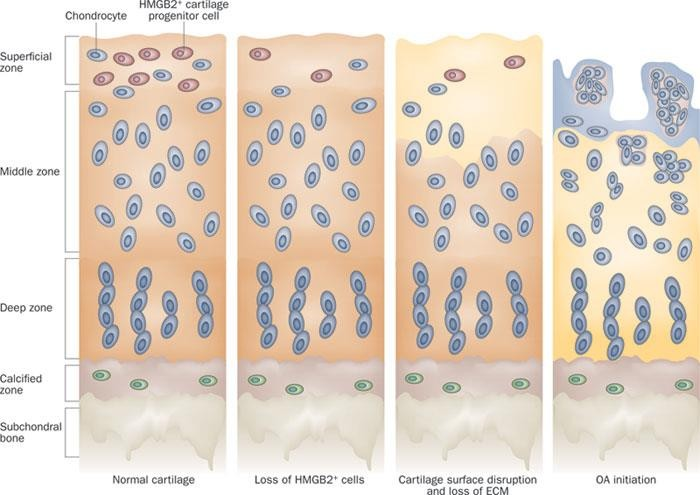 Chondrocyte
HMGB2⁺ cartilage
progenitor cell
Superficial
zone
Middle zone
Deep zone
Calcified
zone
Subchondral
bone
Normal cartilage
Loss of HMGB2⁺ cells
Cartilage surface disruption
and loss of ECM
OA initiation